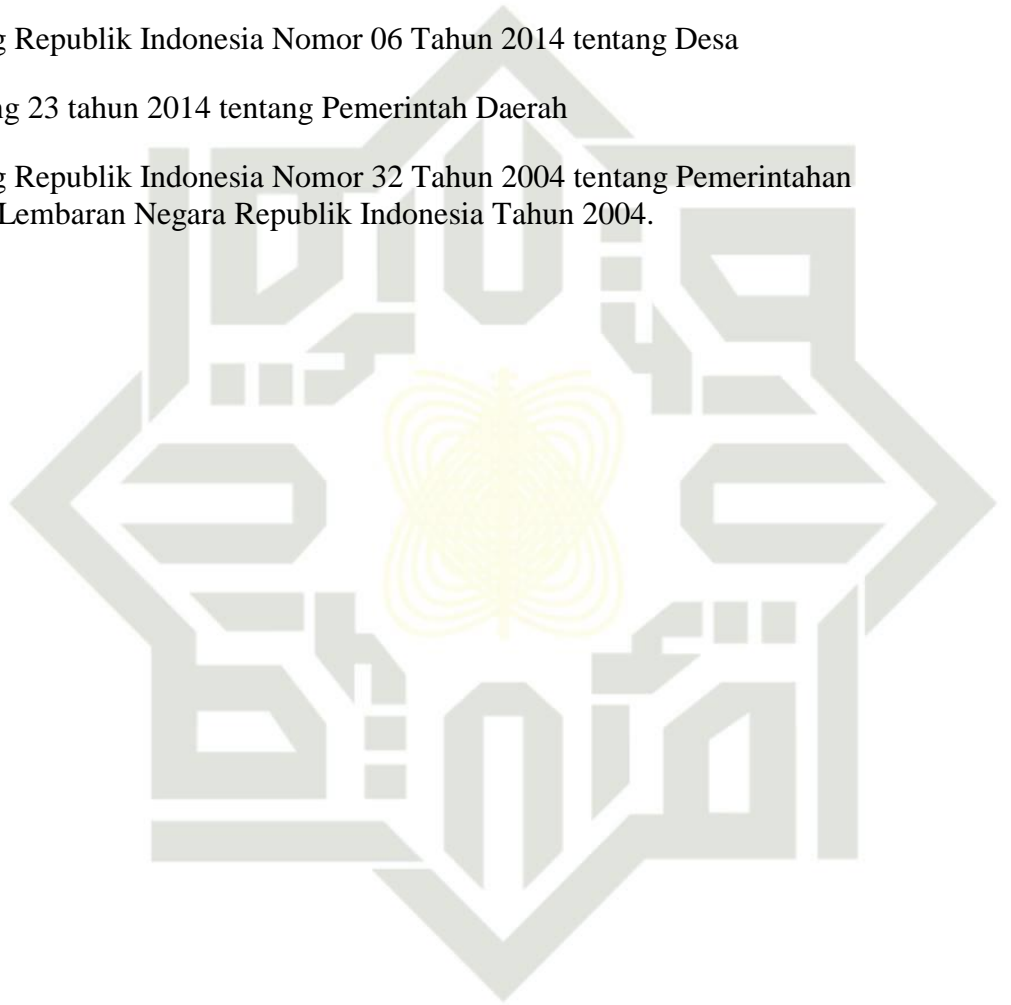 g Republik Indonesia Nomor 06 Tahun 2014 tentang Desa
ng 23 tahun 2014 tentang Pemerintah Daerah
g Republik Indonesia Nomor 32 Tahun 2004 tentang Pemerintahan
Lembaran Negara Republik Indonesia Tahun 2004.